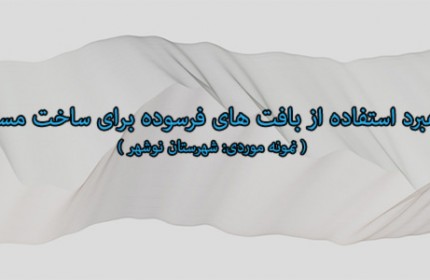 استفاده از بافت های فرسوده برای ساخت
( نمونه موردی: شهرستان نوشهر )